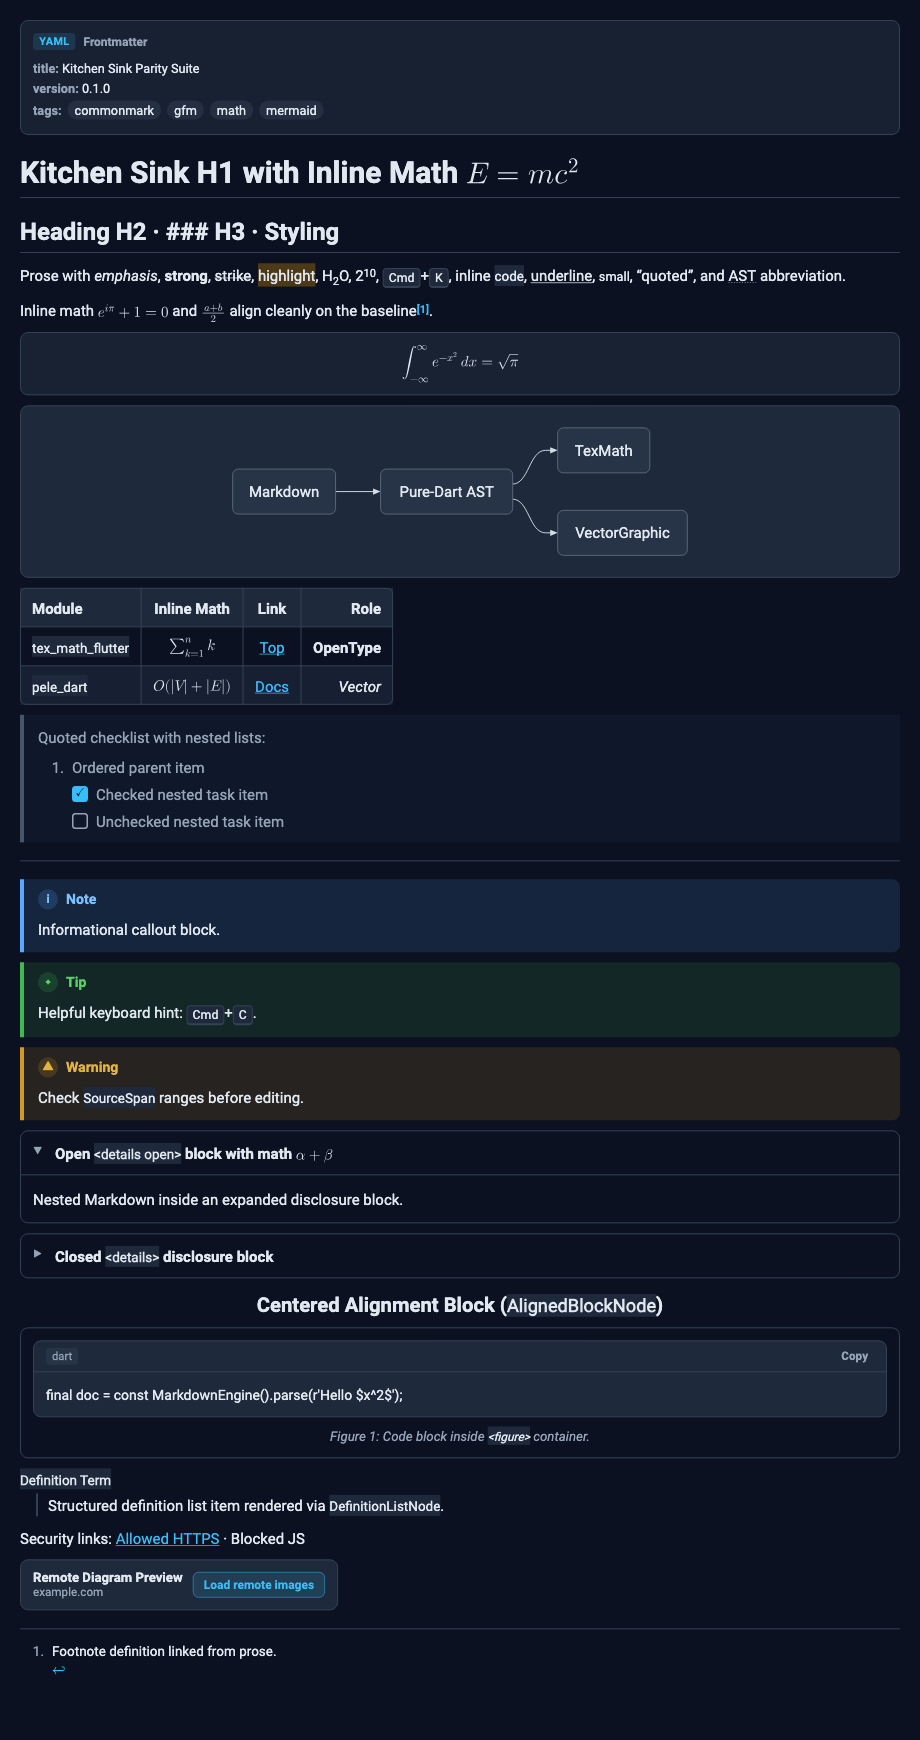 YAML Frontmatter
title: Kitchen Sink Parity Suite
version: 0.1.0
tags: commonmark gfm math mermaid
Kitchen Sink H1 with Inline Math E = mc²
Heading H2 · ### H3 · Styling
Prose with emphasis, strong, strike, highlight, H₂O, 2¹⁰, Cmd+K, inline code, underline, small, “quoted”, and AST abbreviation.
Inline math e^{iπ} + 1 = 0 and \frac{a+b}{2} align cleanly on the baseline[1].
∫_{−∞}^{∞} e^{−x²} dx = √π
Markdown
Pure-Dart AST
TexMath
VectorGraphic
Module Inline Math Link Role
tex_math_flutter ∑_{k=1}^{n} k Top OpenType
pele_dart O(|V| + |E|) Docs Vector
Quoted checklist with nested lists:
1. Ordered parent item
Checked nested task item
Unchecked nested task item
i Note
Informational callout block.
Tip
Helpful keyboard hint: Cmd+C.
Warning
Check SourceSpan ranges before editing.
▼ Open <details open> block with math α + β
Nested Markdown inside an expanded disclosure block.
▶ Closed <details> disclosure block
Centered Alignment Block (AlignedBlockNode)
dart Copy
final doc = const MarkdownEngine().parse(r'Hello $x^2$');
Figure 1: Code block inside <figure> container.
Definition Term
Structured definition list item rendered via DefinitionListNode.
Security links: Allowed HTTPS · Blocked JS
Remote Diagram Preview
example.com
Load remote images
1. Footnote definition linked from prose.
↩